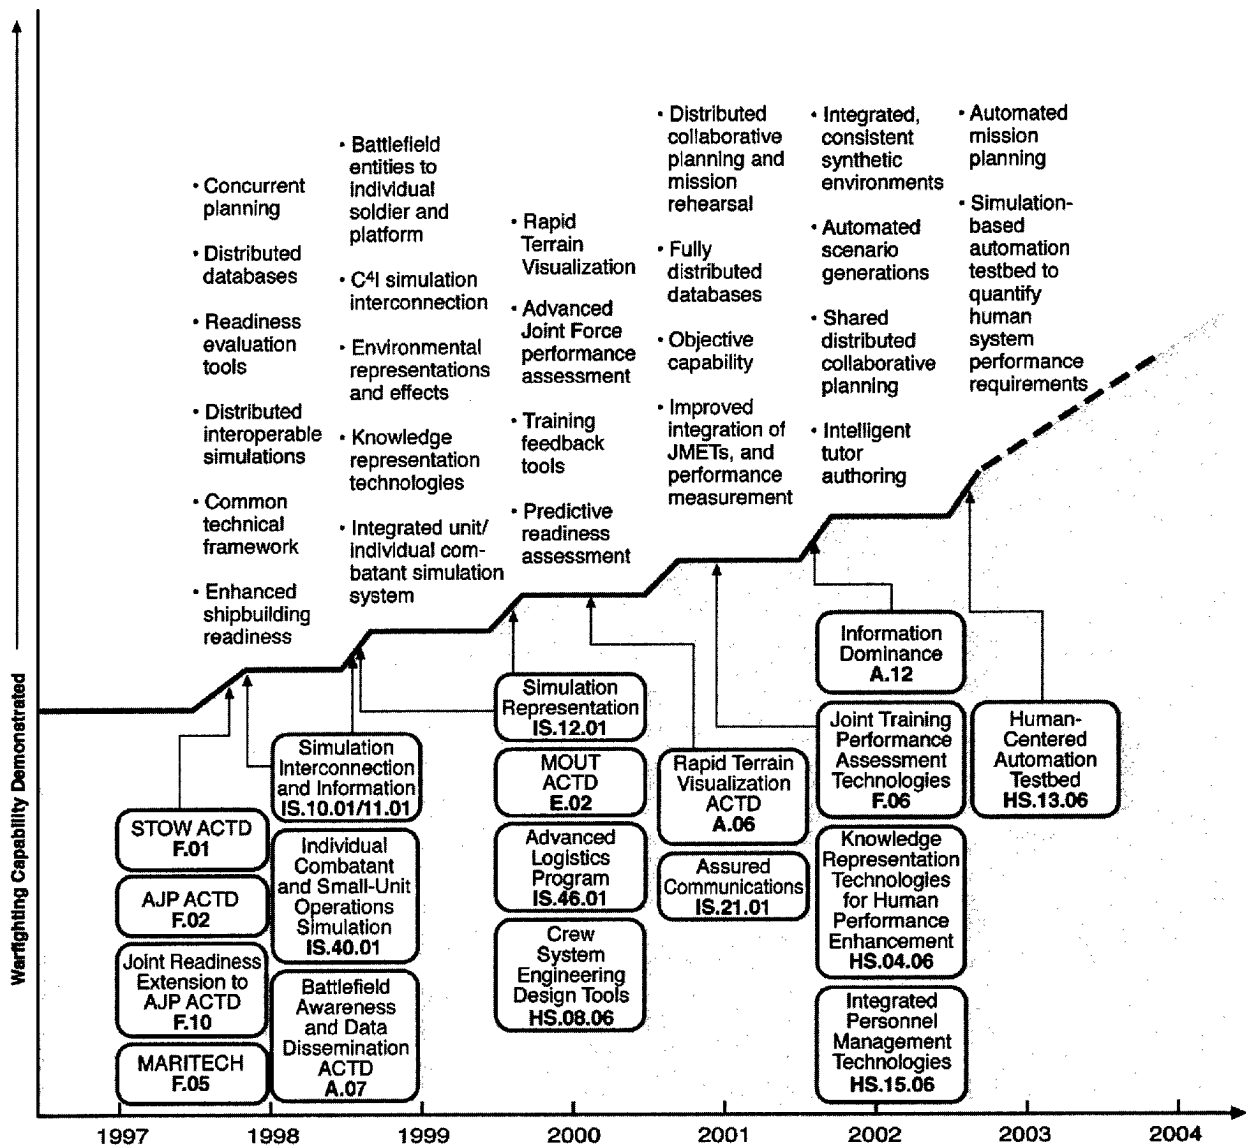 Warfighting Capability Demonstrated
• Concurrent
planning
• Distributed
databases
• Readiness
evaluation
tools
• Distributed
interoperable
simulations
• Common
technical
framework
• Enhanced
shipbuilding
readiness
• Battlefield
entities to
individual
soldier and
platform
• C⁴I simulation
interconnection
• Environmental
representations
and effects
• Knowledge
representation
technologies
• Integrated unit/
individual com-
batant simulation
system
• Rapid
Terrain
Visualization
• Advanced
Joint Force
performance
assessment
• Training
feedback
tools
• Predictive
readiness
assessment
• Distributed
collaborative
planning and
mission
rehearsal
• Fully
distributed
databases
• Objective
capability
• Improved
integration of
JMETs, and
performance
measurement
• Integrated,
consistent
synthetic
environments
• Automated
scenario
generations
• Shared
distributed
collaborative
planning
• Intelligent
tutor
authoring
• Automated
mission
planning
• Simulation-
based
automation
testbed to
quantify
human
system
performance
requirements
STOW ACTD
F.01
AJP ACTD
F.02
Joint Readiness
Extension to
AJP ACTD
F.10
MARITECH
F.05
Simulation
Interconnection
and Information
IS.10.01/11.01
Individual
Combatant
and Small-Unit
Operations
Simulation
IS.40.01
Battlefield
Awareness
and Data
Dissemination
ACTD
A.07
Simulation
Representation
IS.12.01
MOUT
ACTD
E.02
Advanced
Logistics
Program
IS.46.01
Crew
System
Engineering
Design Tools
HS.08.06
Rapid Terrain
Visualization
ACTD
A.06
Assured
Communications
IS.21.01
Information
Dominance
A.12
Joint Training
Performance
Assessment
Technologies
F.06
Knowledge
Representation
Technologies
for Human
Performance
Enhancement
HS.04.06
Integrated
Personnel
Management
Technologies
HS.15.06
Human-
Centered
Automation
Testbed
HS.13.06
1997 1998 1999 2000 2001 2002 2003 2004